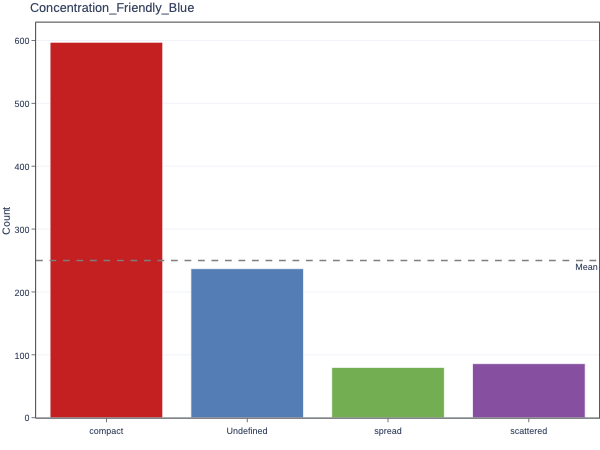 Concentration_Friendly_Blue
600
500
400
300
200
100
0
Count
Mean
compact
Undefined
spread
scattered